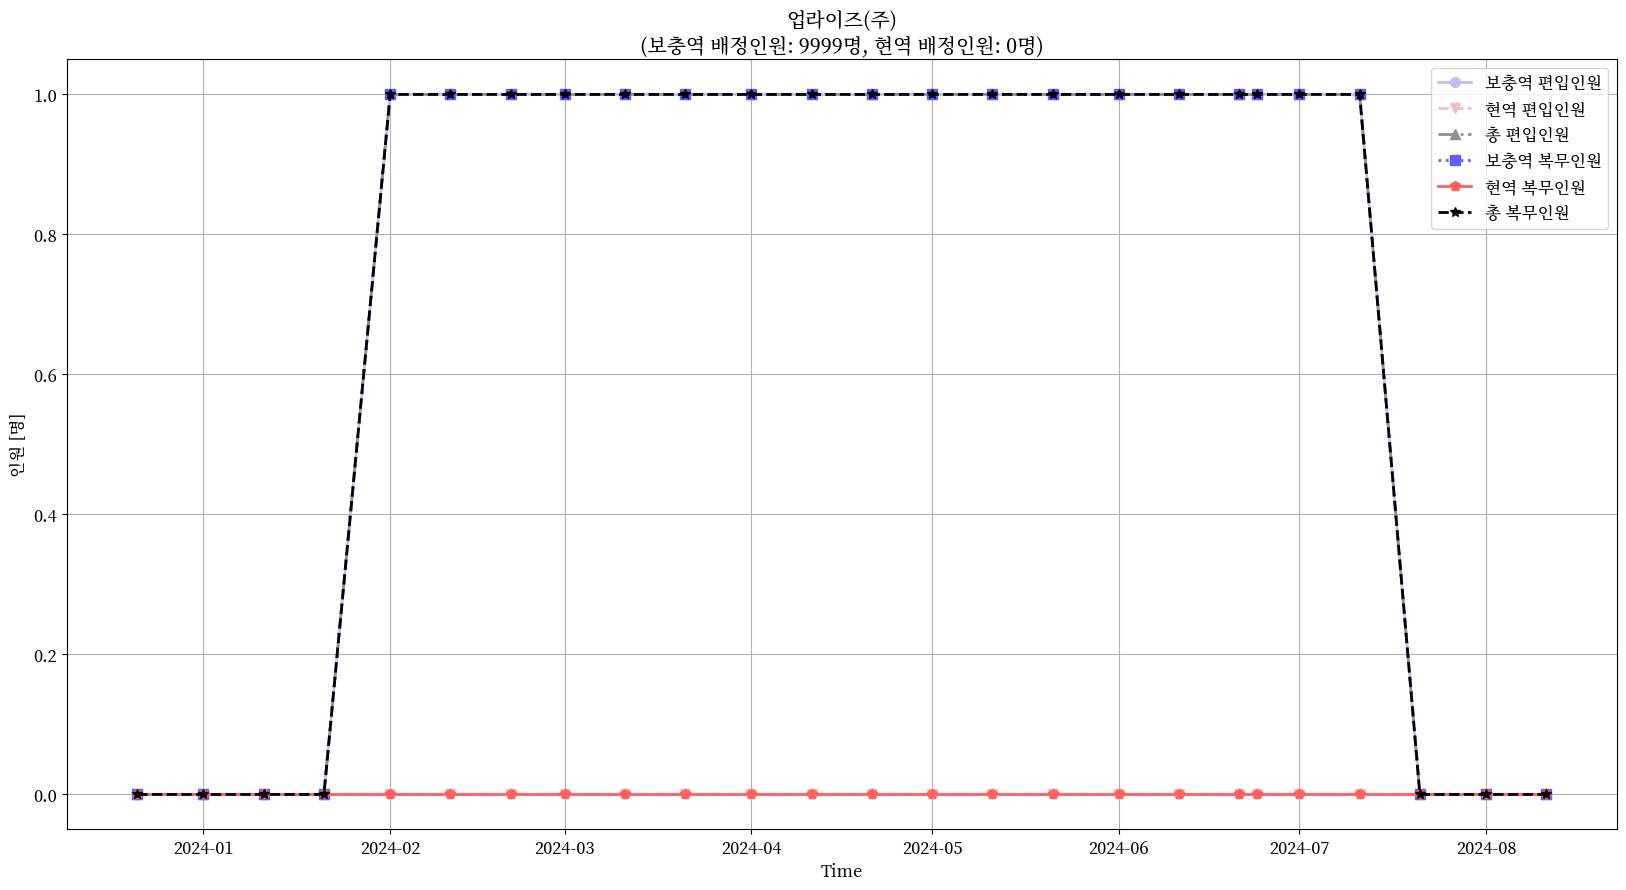 업라이즈(주)
(보충역 배정인원: 9999명, 현역 배정인원: 0명)
보충역 편입인원
현역 편입인원
총 편입인원
보충역 복무인원
현역 복무인원
총 복무인원
1.0
0.8
0.6
0.4
0.2
0.0
인원 [명]
2024-01
2024-02
2024-03
2024-04
2024-05
2024-06
2024-07
2024-08
Time